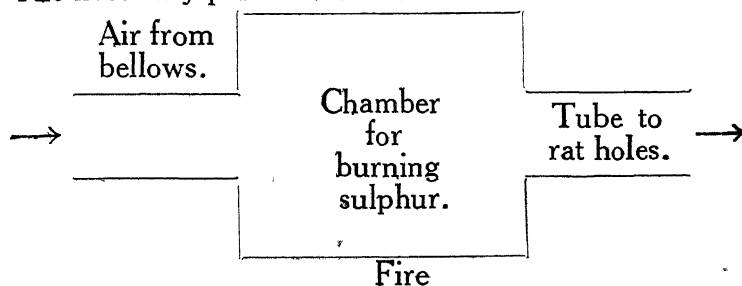 Air from
bellows.
Chamber
for
burning
sulphur.
Tube to
rat holes.
Fire